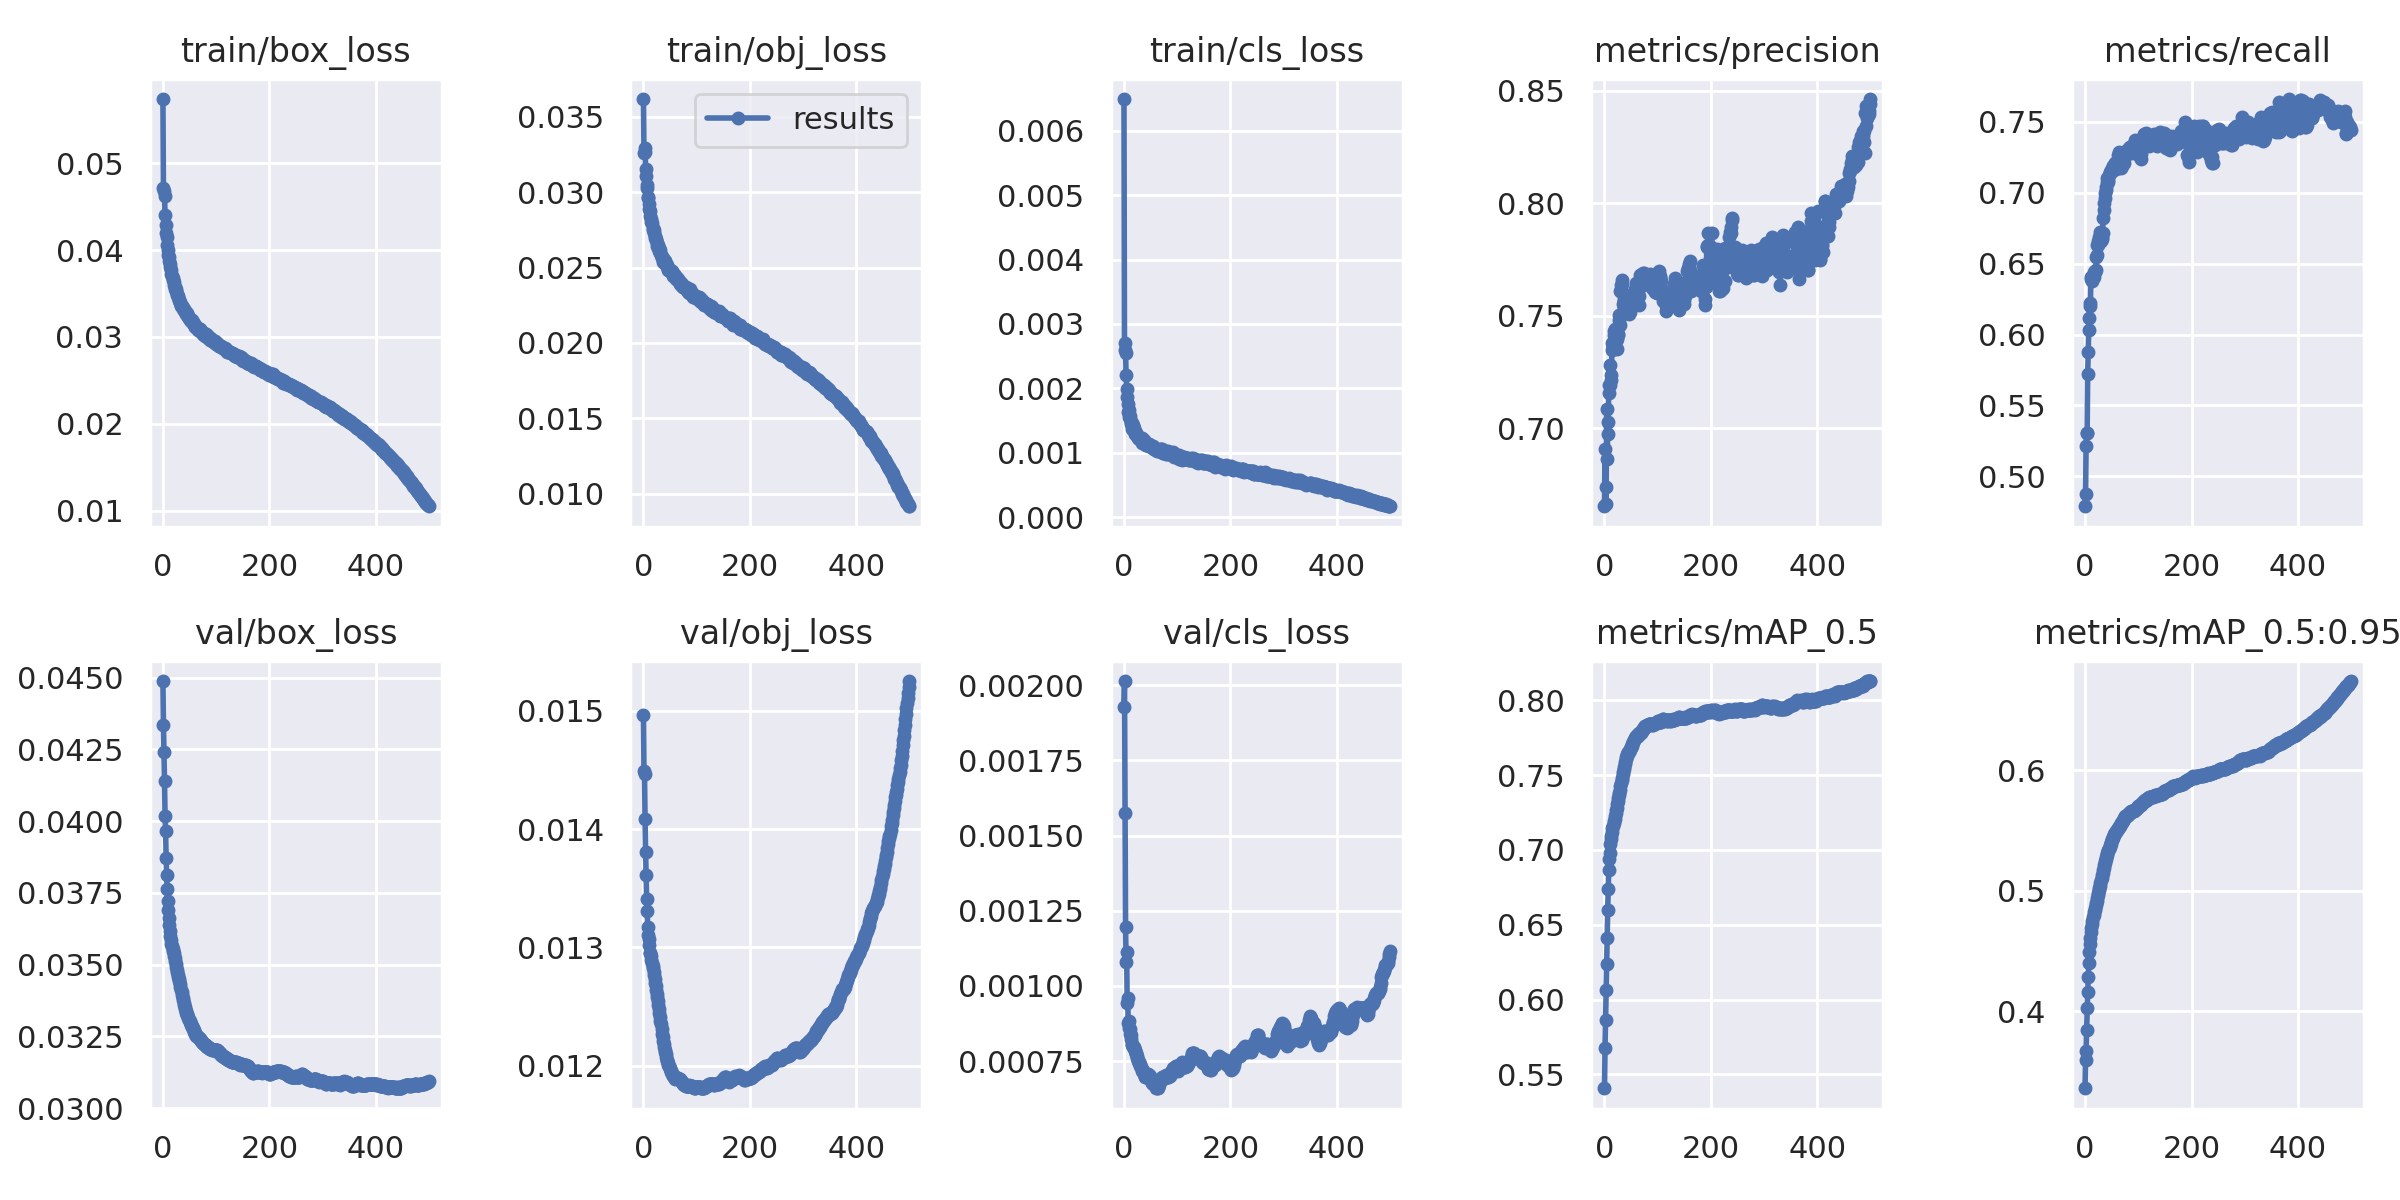 train/box_loss
train/obj_loss
train/cls_loss
metrics/precision
metrics/recall
results
0.05
0.04
0.03
0.02
0.01
0 200 400
0.035
0.030
0.025
0.020
0.015
0.010
0 200 400
0.006
0.005
0.004
0.003
0.002
0.001
0.000
0 200 400
0.85
0.80
0.75
0.70
0 200 400
0.75
0.70
0.65
0.60
0.55
0.50
0 200 400
val/box_loss
val/obj_loss
val/cls_loss
metrics/mAP_0.5
metrics/mAP_0.5:0.95
0.0450
0.0425
0.0400
0.0375
0.0350
0.0325
0.0300
0 200 400
0.015
0.014
0.013
0.012
0 200 400
0.00200
0.00175
0.00150
0.00125
0.00100
0.00075
0 200 400
0.80
0.75
0.70
0.65
0.60
0.55
0 200 400
0.6
0.5
0.4
0 200 400